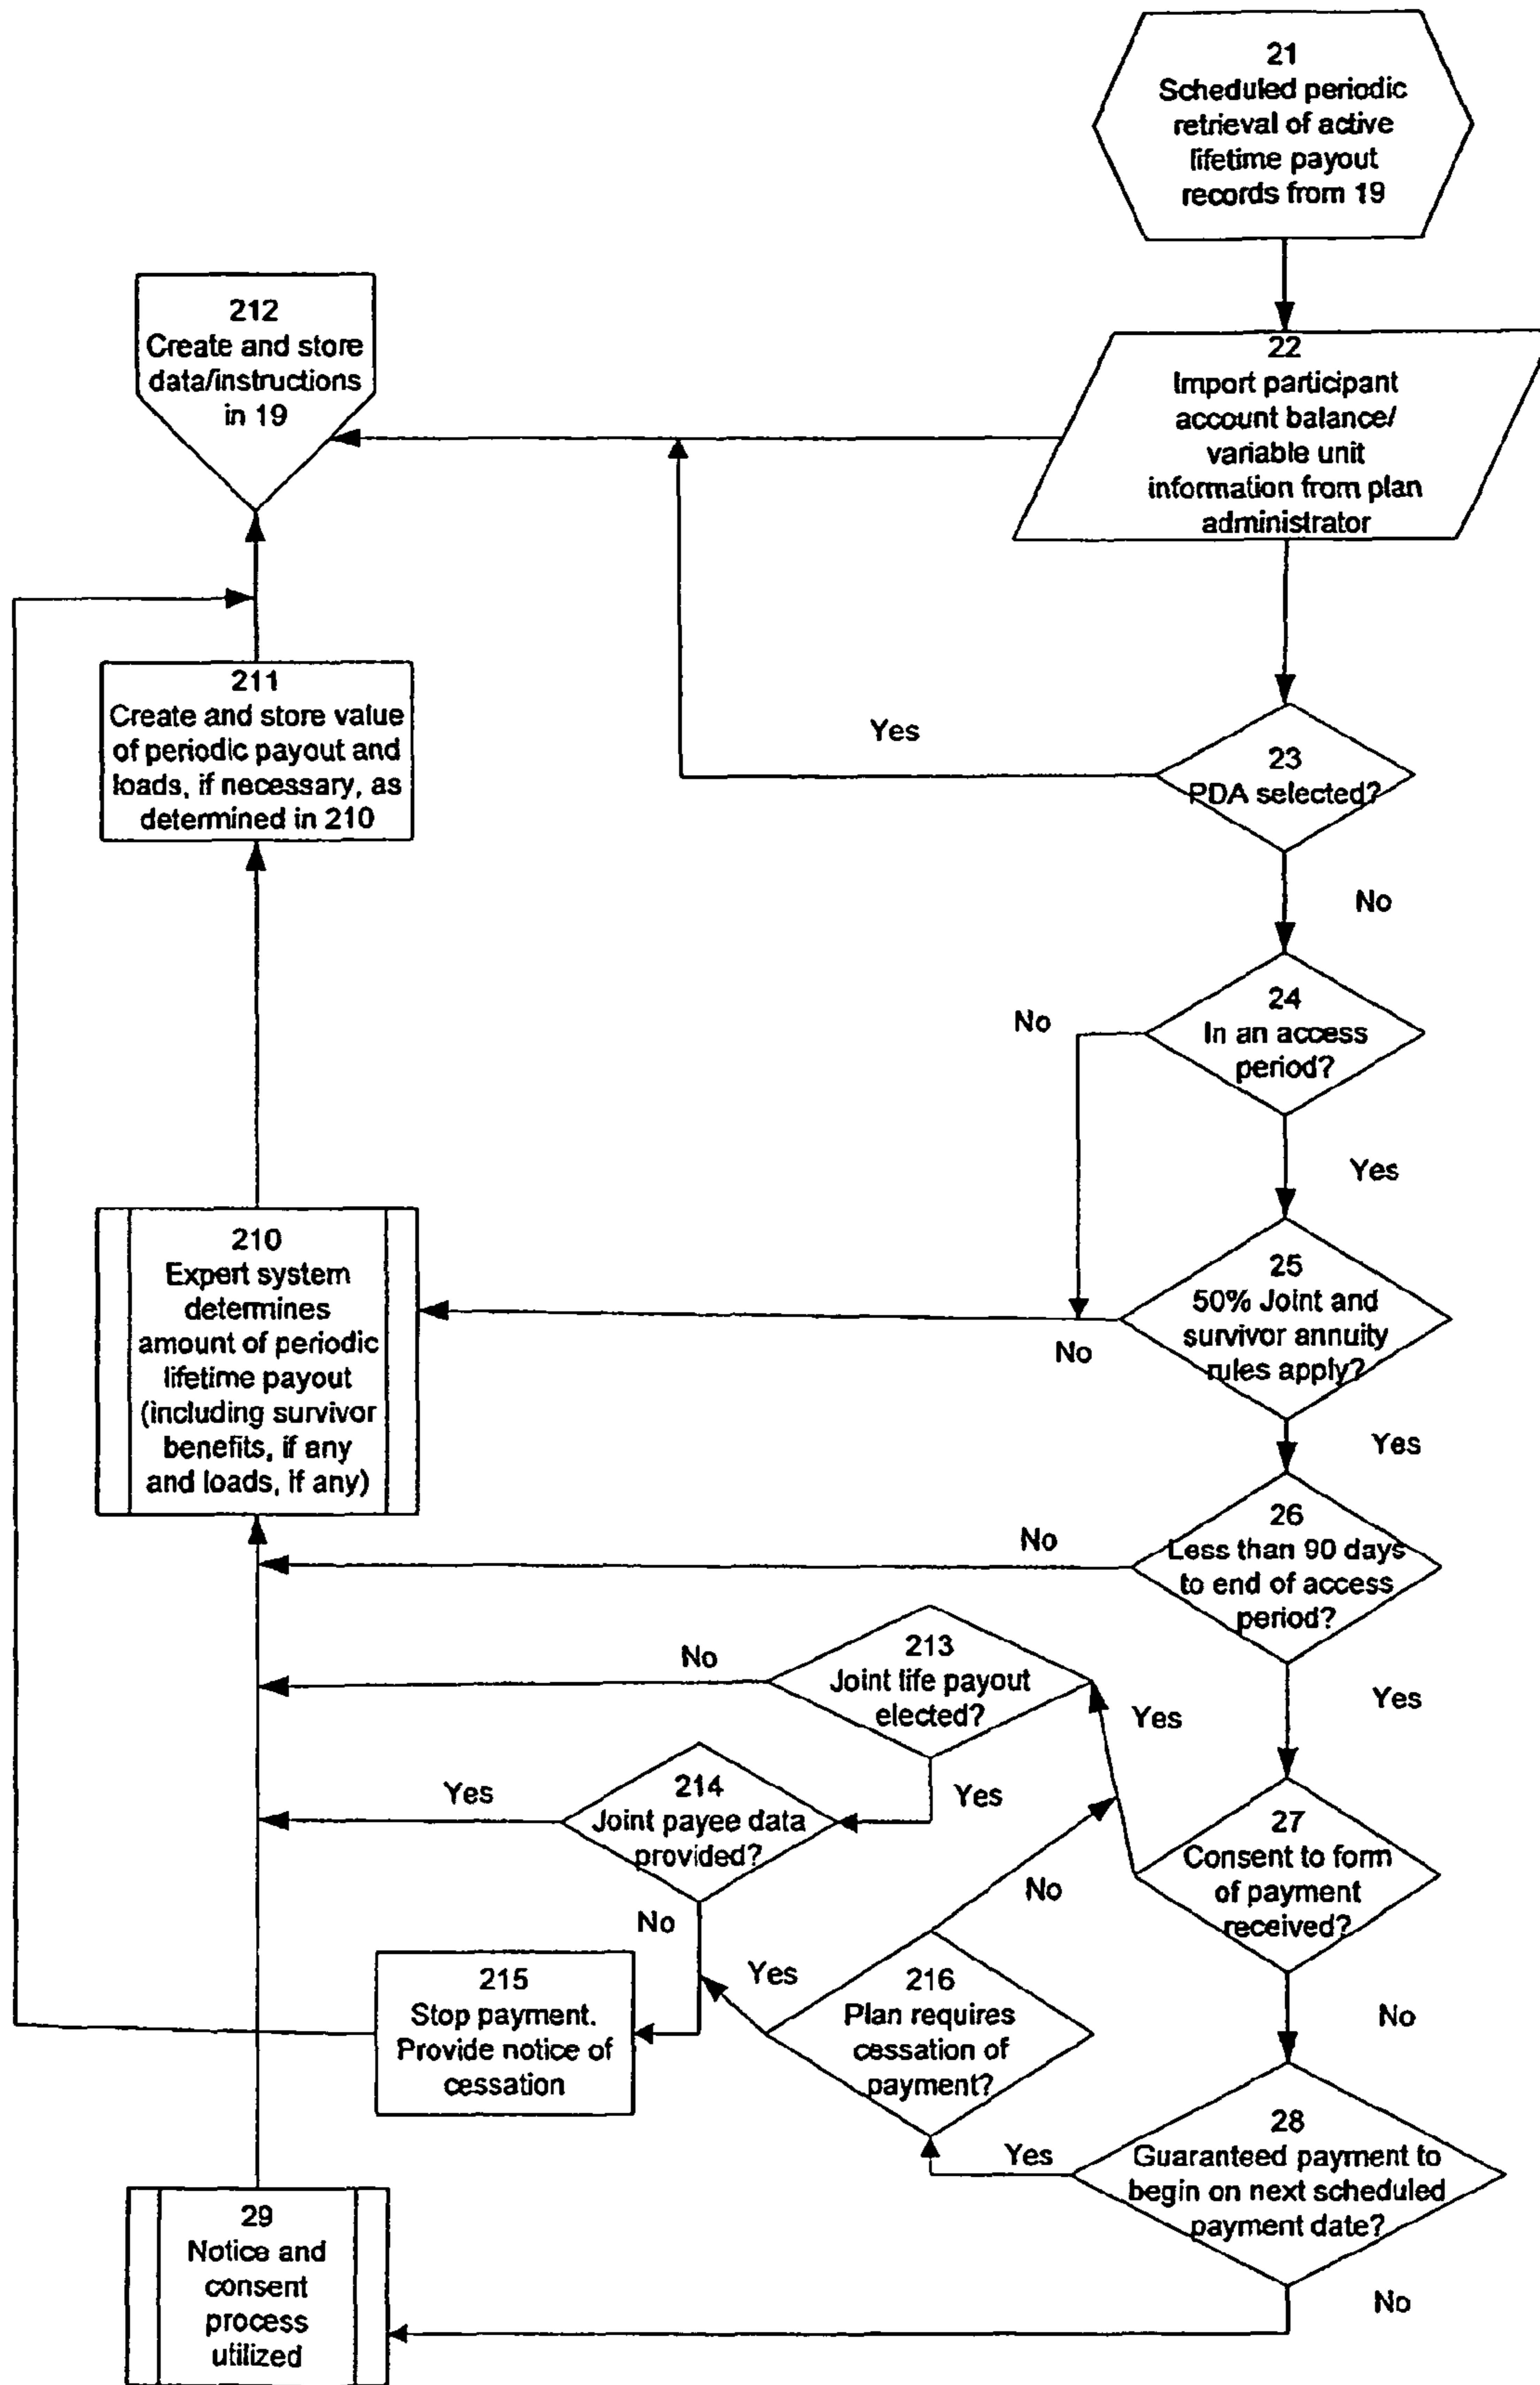 21
Scheduled periodic
retrieval of active
lifetime payout
records from 19
212
Create and store
data/instructions
in 19
22
Import participant
account balance/
variable unit
information from plan
administrator
211
Create and store value
of periodic payout and
loads, if necessary, as
determined in 210
Yes
23
PDA selected?
No
24
In an access
period?
No
Yes
210
Expert system
determines
amount of periodic
lifetime payout
(including survivor
benefits, if any
and loads, if any)
25
50% Joint and
survivor annuity
rules apply?
No
Yes
26
Less than 90 days
to end of access
period?
No
Yes
213
Joint life payout
elected?
No
Yes
Yes
214
Joint payee data
provided?
Yes
No
27
Consent to form
of payment
received?
No
No
215
Stop payment.
Provide notice of
cessation
Yes
216
Plan requires
cessation of
payment?
28
Guaranteed payment to
begin on next scheduled
payment date?
Yes
No
29
Notice and
consent
process
utilized